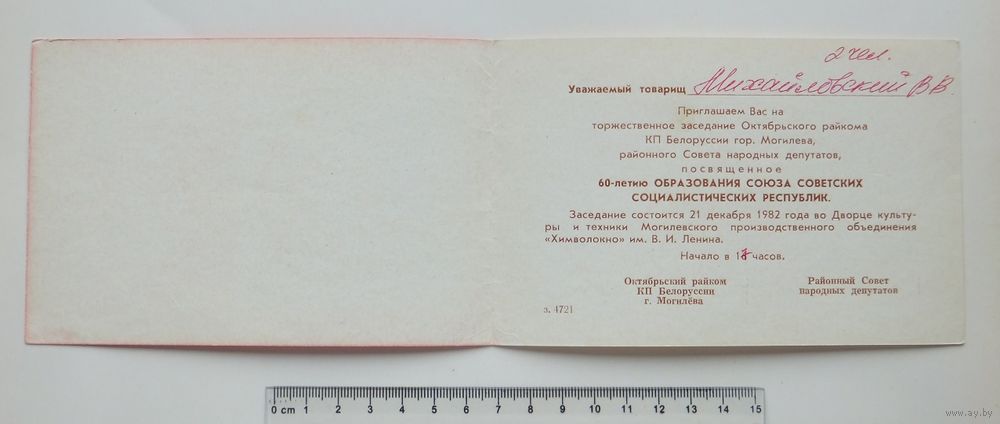 2 чел.
Уважаемый товарищ Михайловский В В.
Приглашаем Вас на
торжественное заседание Октябрьского райкома
КП Белоруссии гор. Могилева,
районного Совета народных депутатов,
посвященное
60-летию ОБРАЗОВАНИЯ СОЮЗА СОВЕТСКИХ
СОЦИАЛИСТИЧЕСКИХ РЕСПУБЛИК.
Заседание состоится 21 декабря 1982 года во Дворце культу-
ры и техники Могилевского производственного объединения
«Химволокно» им. В. И. Ленина.
Начало в часов.
Октябрьский райком
КП Белоруссии
г. Могилёва
Районный Совет
народных депутатов
з. 4721
0 cm 1 2 3 4 5 6 7 8 9 10 11 12 13 14 15
www.ay.by